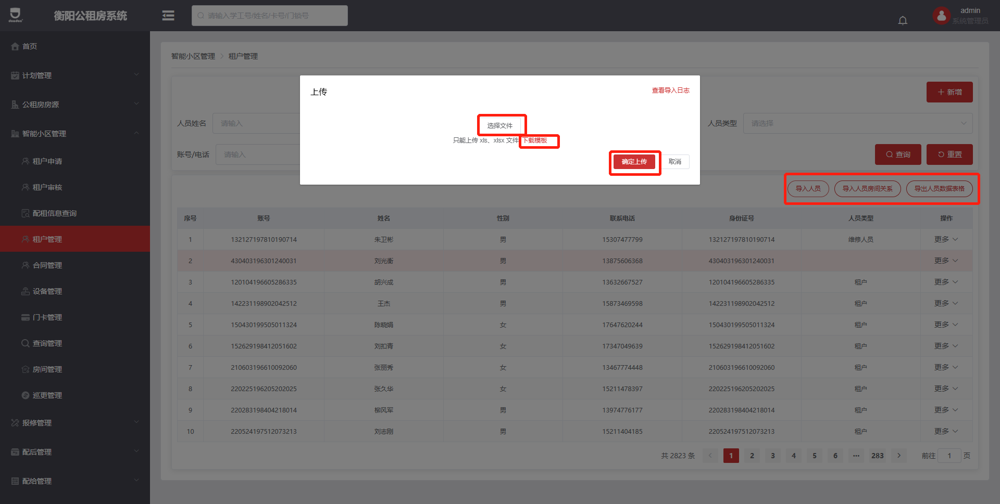 衡阳公租房系统
请输入学工号/姓名/卡号/门锁号
admin
系统管理员
首页
计划管理
公租房房源
智能小区管理
租户申请
租户审核
配租信息查询
租户管理
合同管理
设备管理
门卡管理
查询管理
房间管理
巡更管理
报修管理
配后管理
配给管理
智能小区管理 > 租户管理
+ 新增
人员姓名 请输入
人员类型 请选择
账号/电话 请输入
查询 重置
上传
查看导入日志
选择文件
只能上传 xls、xlsx 文件 下载模板
确定上传 取消
导入人员 导入人员房间关系 导出人员数据表格
序号 账号 姓名 性别 联系电话 身份证号 人员类型 操作
1 132127197810190714 朱卫彬 男 15307477799 132127197810190714 维修人员 更多
2 430403196301240031 刘光衡 男 13875606368 430403196301240031 更多
3 120104196605286335 胡兴成 男 13632667527 120104196605286335 租户 更多
4 142231198902042512 王杰 男 15873469598 142231198902042512 租户 更多
5 150430199505011324 陈晓娟 女 17647620244 150430199505011324 租户 更多
6 152629198412051602 刘扣青 女 17347049639 152629198412051602 租户 更多
7 210603196610092060 张丽秀 女 13467774448 210603196610092060 租户 更多
8 220225196205202025 张久华 女 15211478397 220225196205202025 租户 更多
9 220283198404218014 柳风军 男 13974776177 220283198404218014 租户 更多
10 220524197512073213 刘志刚 男 15211404185 220524197512073213 租户 更多
共 2823 条 < 1 2 3 4 5 6 ··· 283 > 前往 1 页